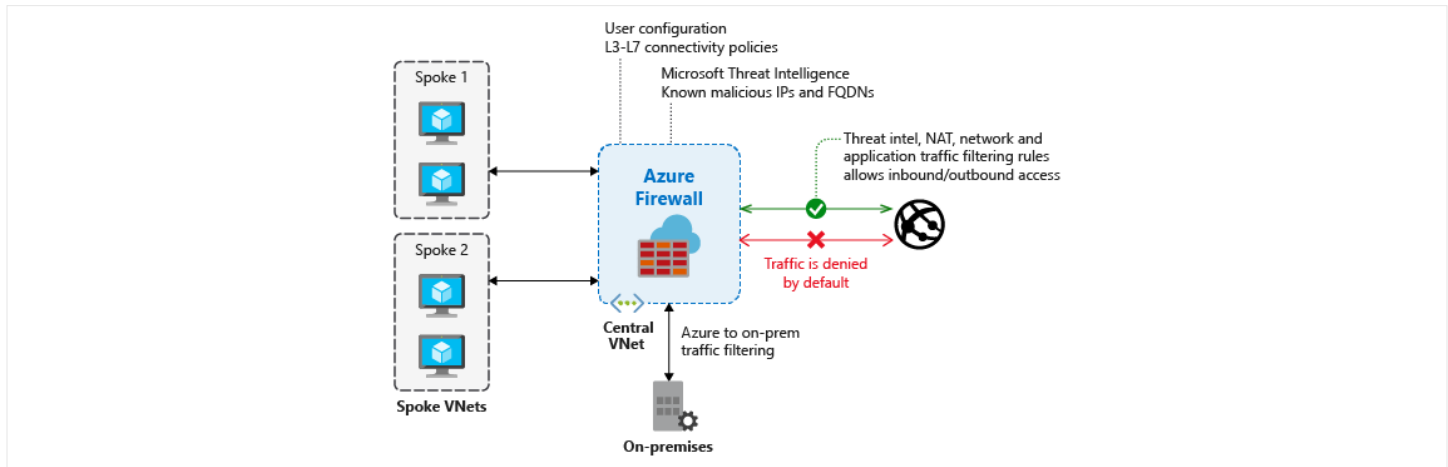 User configuration
L3-L7 connectivity policies
Microsoft Threat Intelligence
Known malicious IPs and FQDNs
Spoke 1
Threat intel, NAT, network and
application traffic filtering rules
allows inbound/outbound access
Azure
Firewall
Spoke 2
Traffic is denied
by default
Central
VNet
Azure to on-prem
traffic filtering
Spoke VNets
On-premises